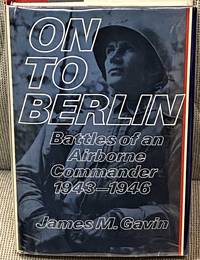 ON
TO
BERLIN
Battles of an
Airborne
Commander
1943–1946
James M. Gavin